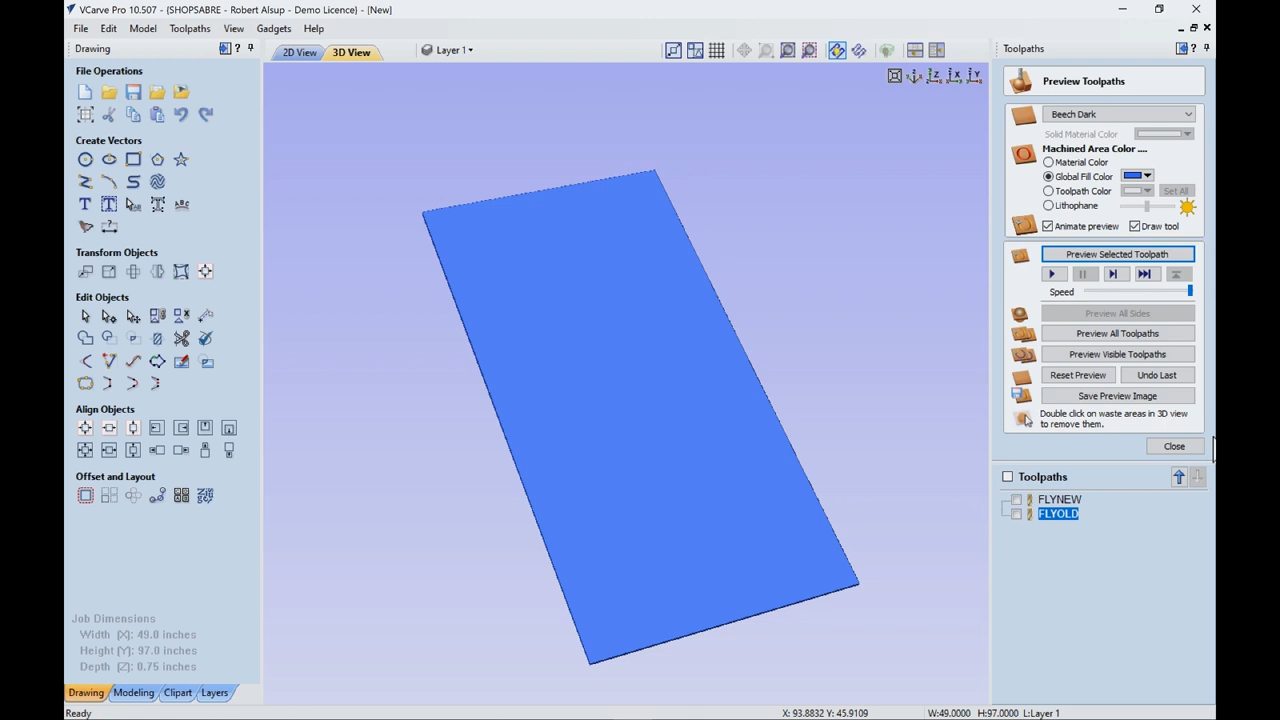 VCarve Pro 10.507 - {SHOPSABRE - Robert Alsup - Demo Licence} - [New]
File Edit Model Toolpaths View Gadgets Help
Drawing
2D View
3D View
Layer 1
Toolpaths
File Operations
Create Vectors
Transform Objects
Edit Objects
Align Objects
Offset and Layout
Job Dimensions
Width (X): 49.0 inches
Height (Y): 97.0 inches
Depth (Z): 0.75 inches
Drawing Modeling Clipart Layers
Preview Toolpaths
Beech Dark
Solid Material Color
Machined Area Color ....
Material Color
Global Fill Color
Toolpath Color
Set All
Lithophane
Animate preview
Draw tool
Preview Selected Toolpath
Speed
Preview All Sides
Preview All Toolpaths
Preview Visible Toolpaths
Reset Preview
Undo Last
Save Preview Image
Double click on waste areas in 3D view
to remove them.
Close
Toolpaths
FLYNEW
FLYOLD
Ready
X: 93.8832 Y: 45.9109
W:49.0000 H:97.0000 L:Layer 1